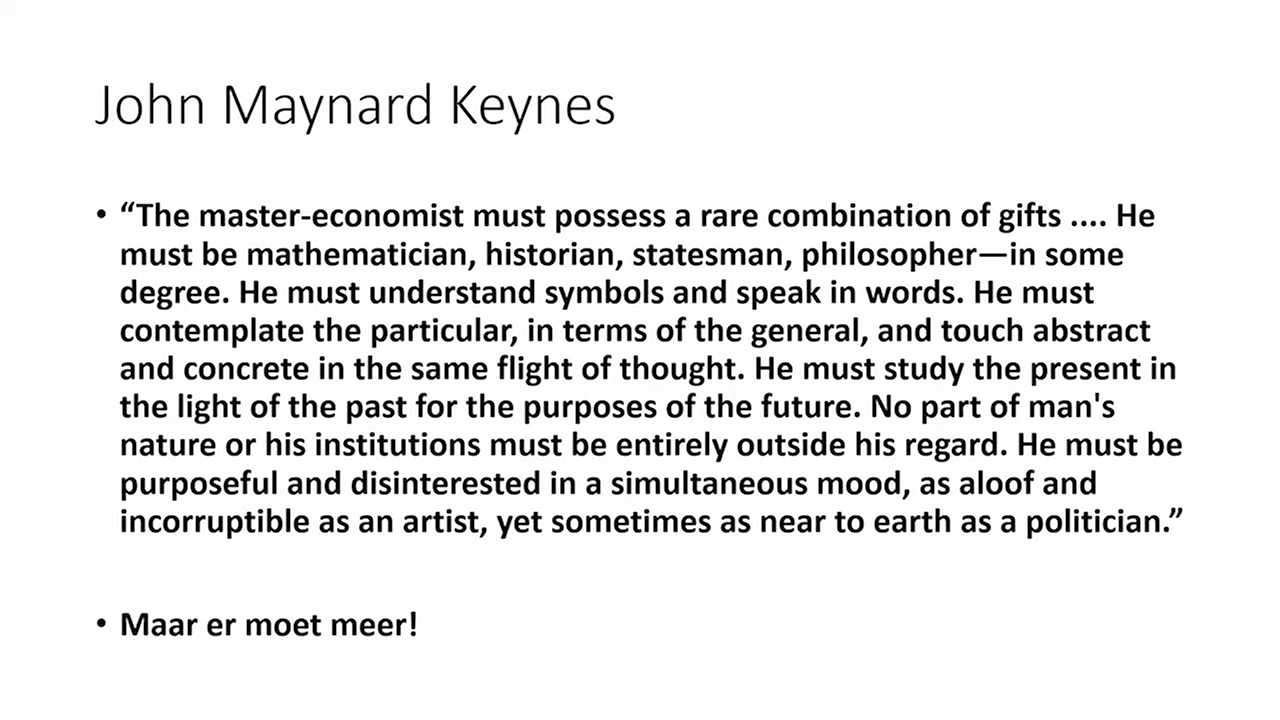 John Maynard Keynes
• “The master-economist must possess a rare combination of gifts .... He
must be mathematician, historian, statesman, philosopher—in some
degree. He must understand symbols and speak in words. He must
contemplate the particular, in terms of the general, and touch abstract
and concrete in the same flight of thought. He must study the present in
the light of the past for the purposes of the future. No part of man's
nature or his institutions must be entirely outside his regard. He must be
purposeful and disinterested in a simultaneous mood, as aloof and
incorruptible as an artist, yet sometimes as near to earth as a politician.”
• Maar er moet meer!